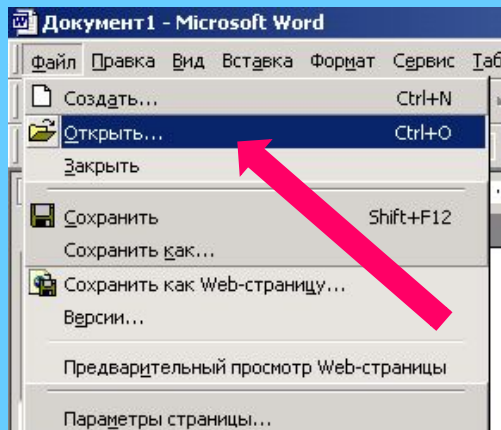 Документ1 - Microsoft Word
Файл Правка Вид Вставка Формат Сервис Таб
Создать... Ctrl+N
Открыть... Ctrl+O
Закрыть
Сохранить Shift+F12
Сохранить как...
Сохранить как Web-страницу...
Версии...
Предварительный просмотр Web-страницы
Параметры страницы...